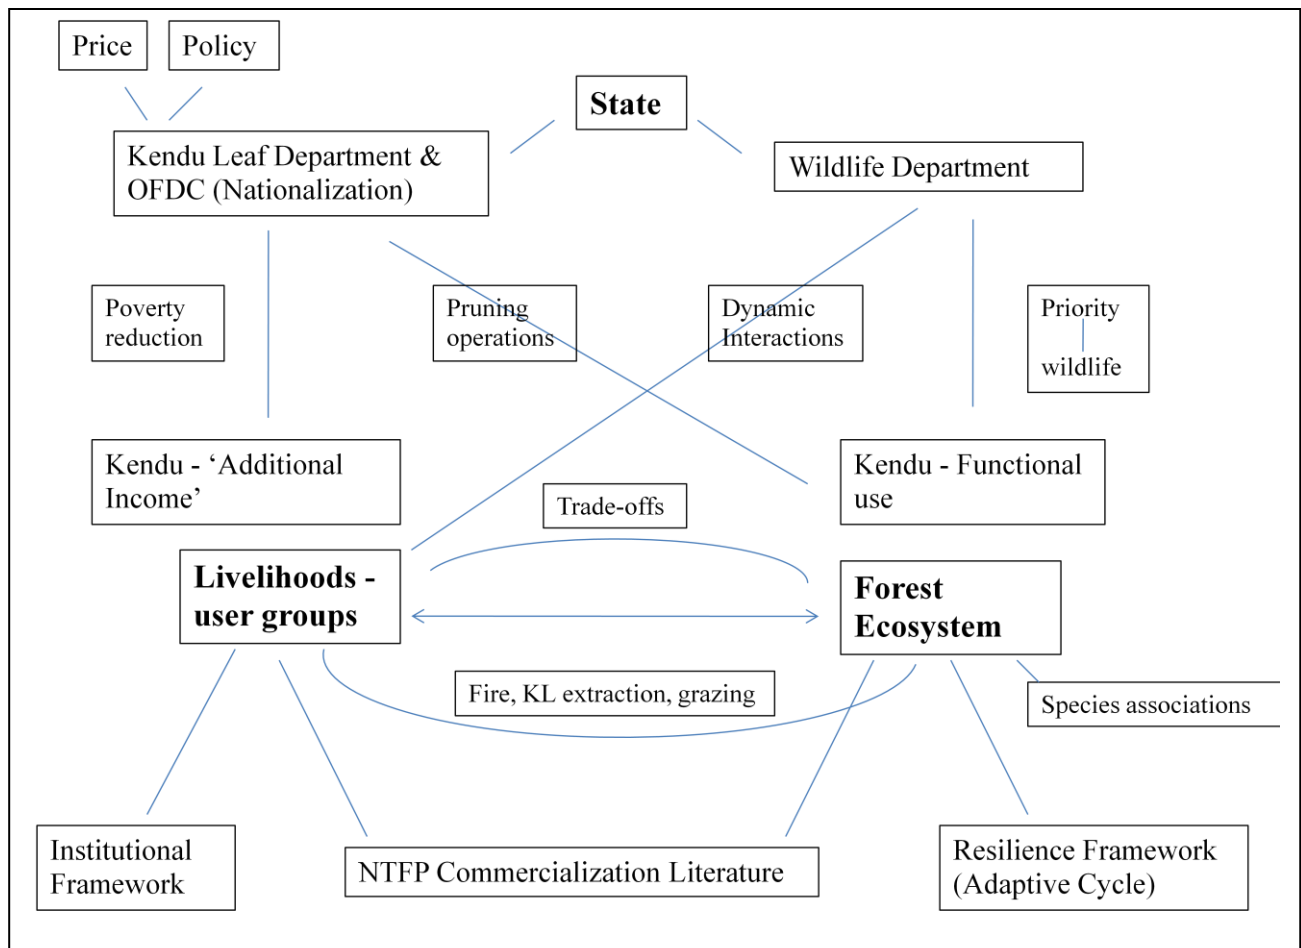 Price
Policy
State
Kendu Leaf Department &
OFDC (Nationalization)
Wildlife Department
Poverty
reduction
Pruning
operations
Dynamic
Interactions
Priority
wildlife
Kendu - ‘Additional
Income’
Kendu - Functional
use
Trade-offs
Livelihoods -
user groups
Forest
Ecosystem
Fire, KL extraction, grazing
Species associations
Institutional
Framework
NTFP Commercialization Literature
Resilience Framework
(Adaptive Cycle)